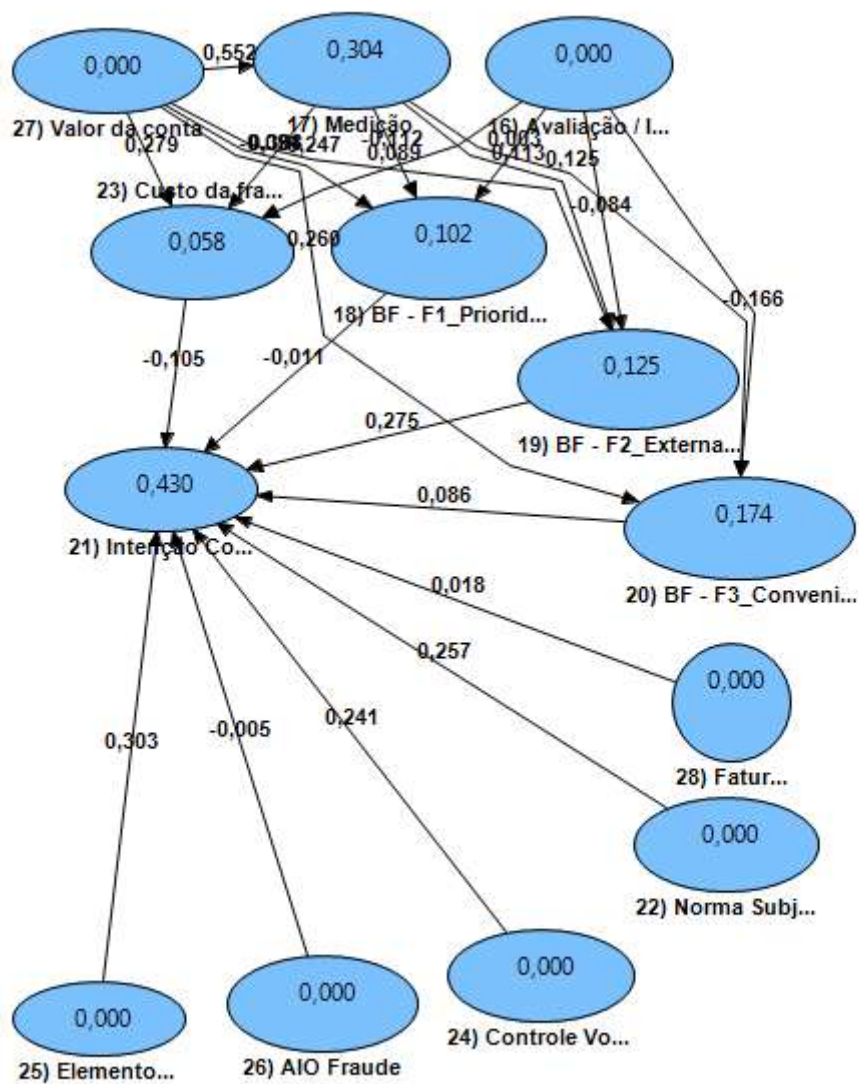 0,000
0,304
0,000
0,552
27) Valor da conta
17) Medição
16) Avaliação / I...
0,279
0,247
-0,112
0,089
0,003
0,113
0,125
23) Custo da fra...
-0,084
0,058
0,260
0,102
18) BF - F1_Priorid...
-0,166
-0,105
-0,011
0,125
0,275
19) BF - F2_Externa...
0,430
0,086
0,174
21) Intenção Co...
0,018
20) BF - F3_Conveni...
0,257
0,000
0,241
0,303
-0,005
28) Fatur...
0,000
22) Norma Subj...
0,000
0,000
0,000
24) Controle Vo...
25) Elemento...
26) AIO Fraude